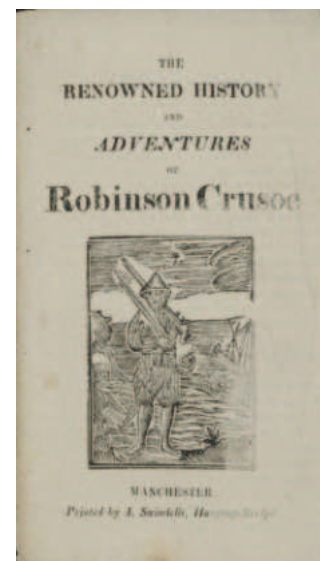 THE
RENOWNED HISTORY
AND
ADVENTURES
OF
Robinson Crusoe
MANCHESTER
Printed by A. Swindells,